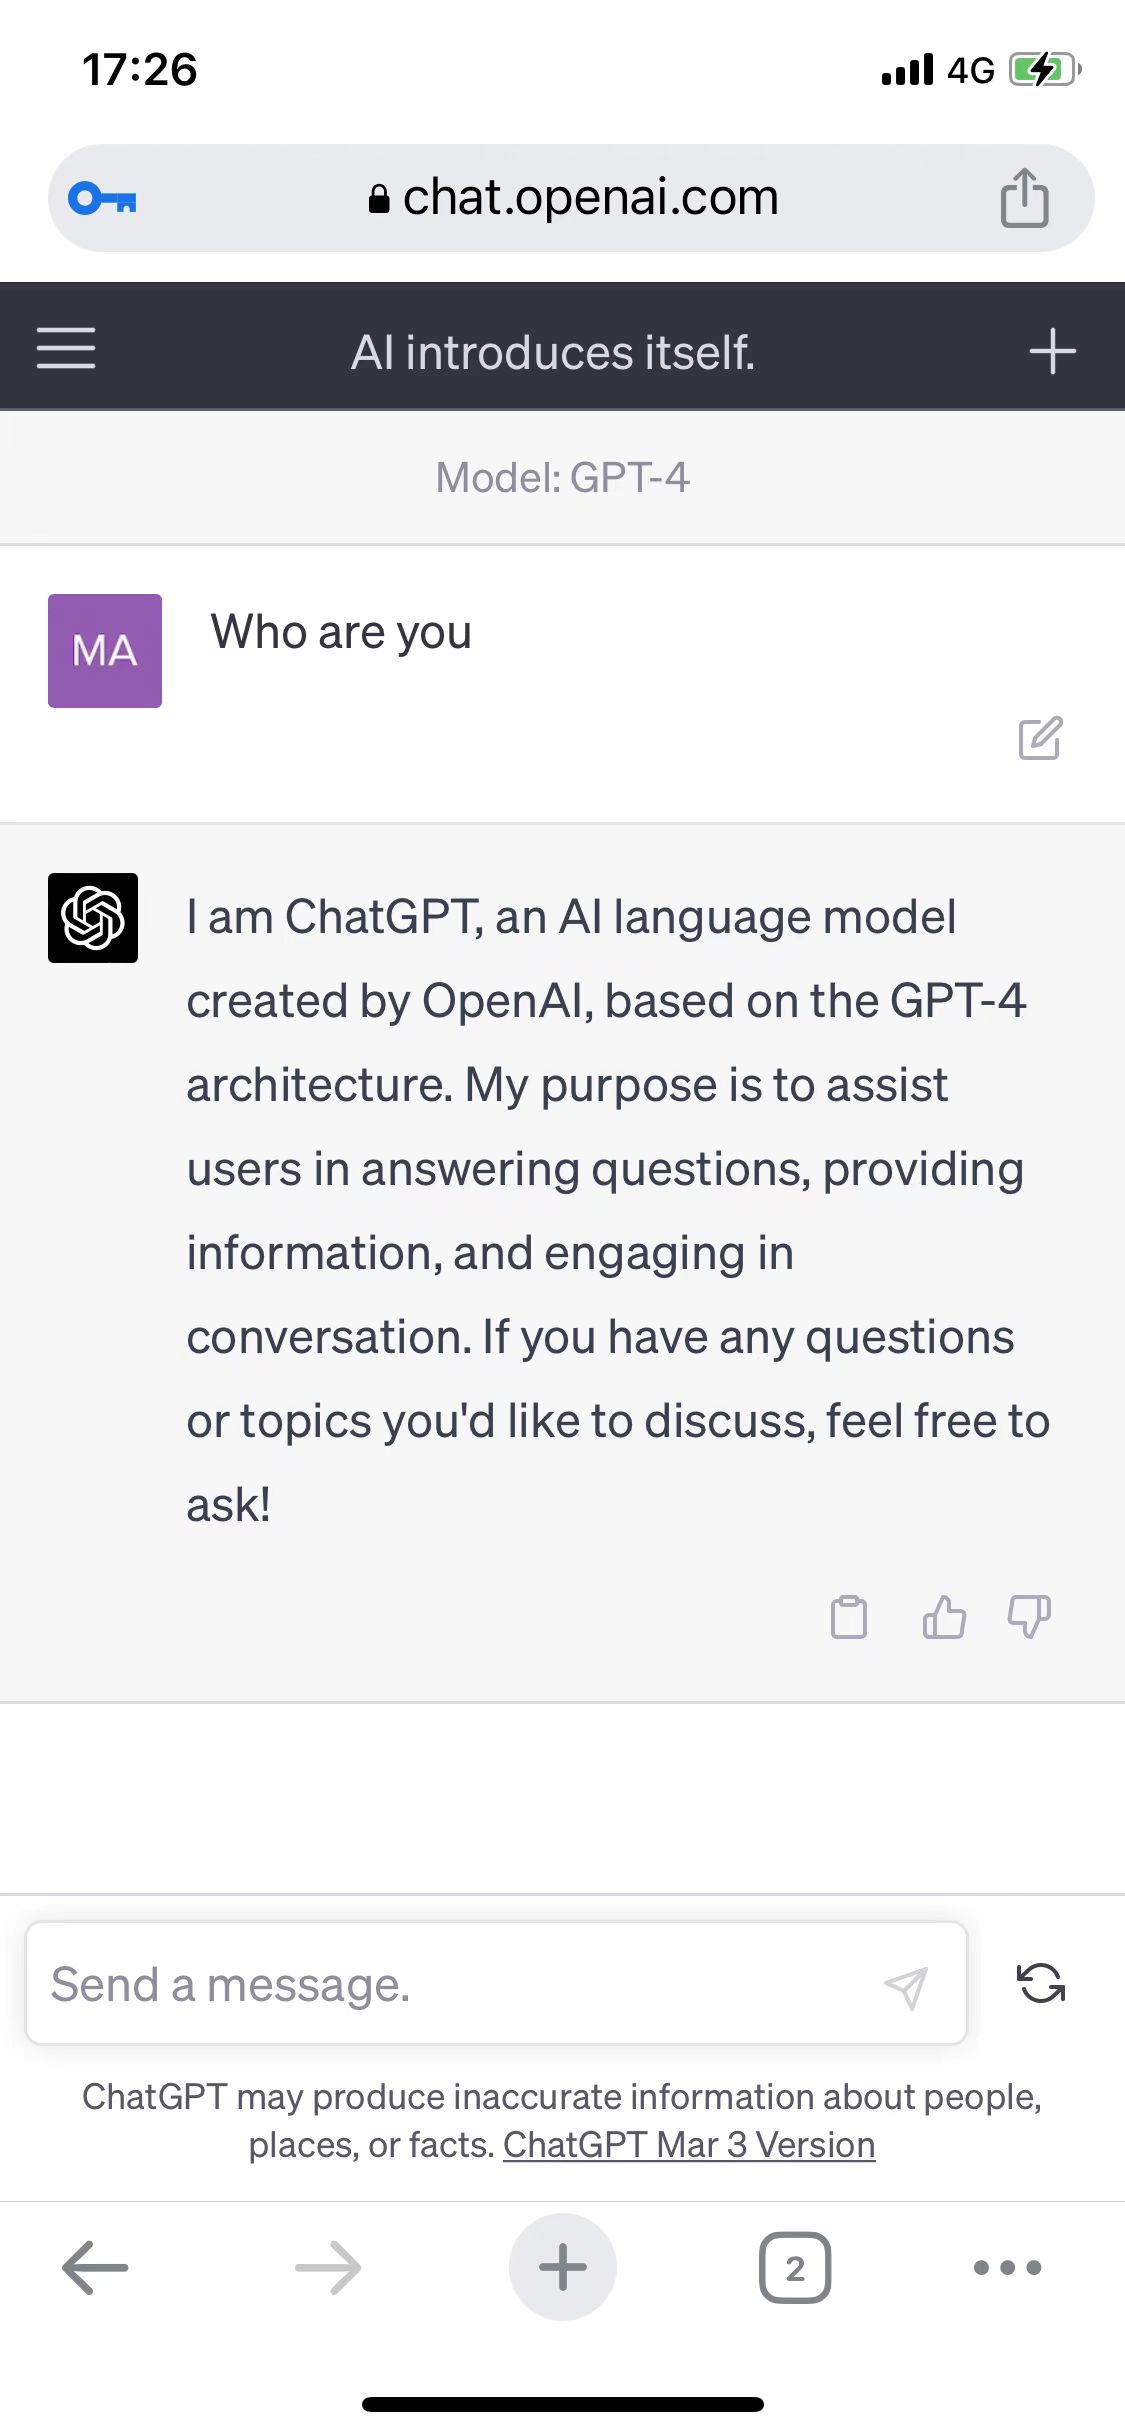 17:26
4G
chat.openai.com
AI introduces itself.
Model: GPT-4
MA
Who are you
I am ChatGPT, an AI language model
created by OpenAI, based on the GPT-4
architecture. My purpose is to assist
users in answering questions, providing
information, and engaging in
conversation. If you have any questions
or topics you'd like to discuss, feel free to
ask!
Send a message.
ChatGPT may produce inaccurate information about people,
places, or facts. ChatGPT Mar 3 Version
2